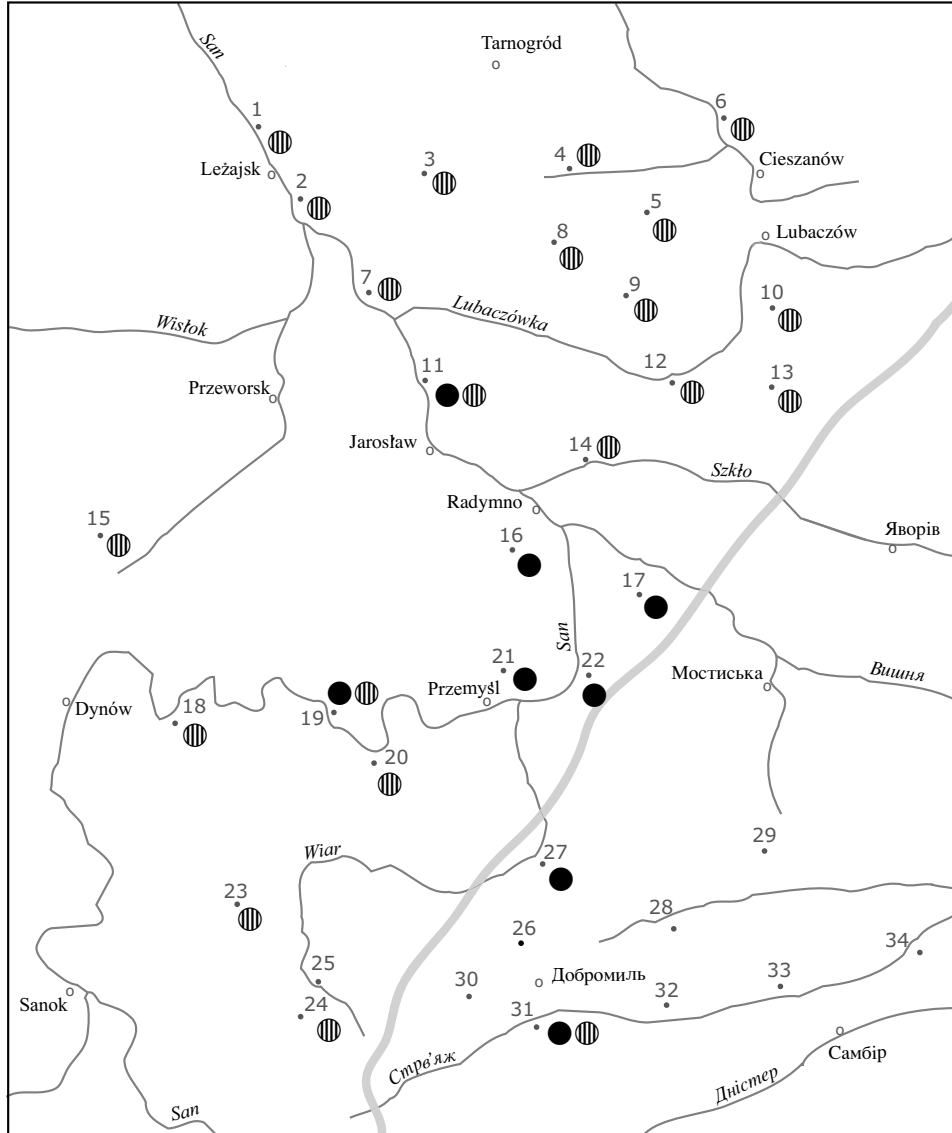 San
Tarnogród
1
6
3
4
Leżajsk
Cieszanów
2
5
8
Lubaczów
7
9
10
Lubaczówka
Wisłok
11
12
13
Przeworsk
14
Jarosław
Szkło
Radymno
15
16
Яворів
17
San
21
22
Przemyśl
Мостиська
Вишня
Dynów
18
19
20
Wiar
27
29
23
28
26
34
25
30
Добромиль
33
Sanok
24
31
32
Самбір
Стрв'яж
Дністер
San